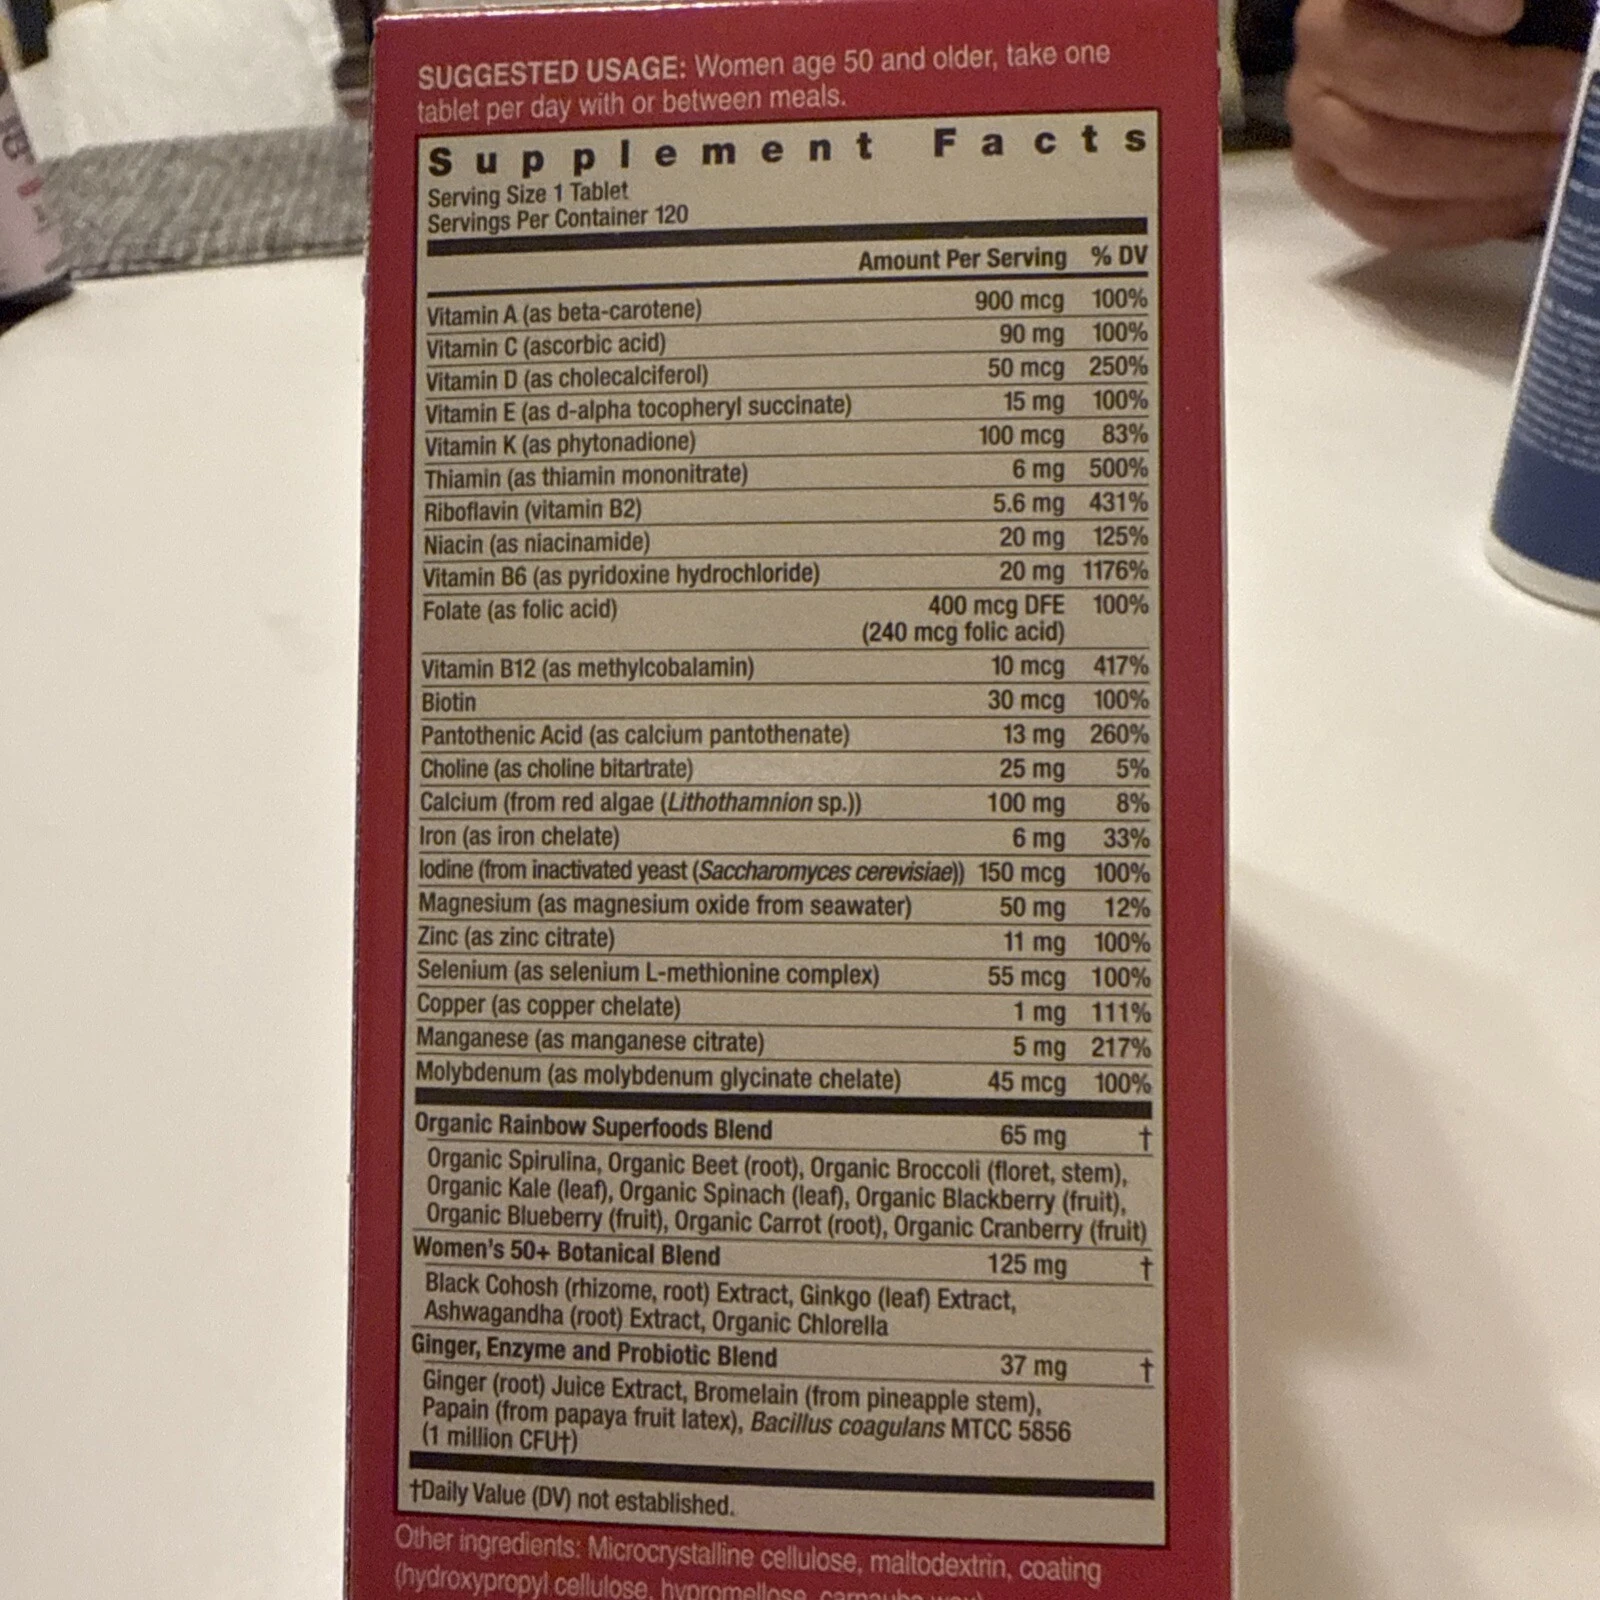 SUGGESTED USAGE: Women age 50 and older, take one
tablet per day with or between meals.
Supplement Facts
Serving Size 1 Tablet
Servings Per Container 120
Amount Per Serving % DV
Vitamin A (as beta-carotene) 900 mcg 100%
Vitamin C (ascorbic acid) 90 mg 100%
Vitamin D (as cholecalciferol) 50 mcg 250%
Vitamin E (as d-alpha tocopheryl succinate) 15 mg 100%
Vitamin K (as phytonadione) 100 mcg 83%
Thiamin (as thiamin mononitrate) 6 mg 500%
Riboflavin (vitamin B2) 5.6 mg 431%
Niacin (as niacinamide) 20 mg 125%
Vitamin B6 (as pyridoxine hydrochloride) 20 mg 1176%
Folate (as folic acid) 400 mcg DFE 100%
(240 mcg folic acid)
Vitamin B12 (as methylcobalamin) 10 mcg 417%
Biotin 30 mcg 100%
Pantothenic Acid (as calcium pantothenate) 13 mg 260%
Choline (as choline bitartrate) 25 mg 5%
Calcium (from red algae (Lithothamnion sp.)) 100 mg 8%
Iron (as iron chelate) 6 mg 33%
Iodine (from inactivated yeast (Saccharomyces cerevisiae)) 150 mcg 100%
Magnesium (as magnesium oxide from seawater) 50 mg 12%
Zinc (as zinc citrate) 11 mg 100%
Selenium (as selenium L-methionine complex) 55 mcg 100%
Copper (as copper chelate) 1 mg 111%
Manganese (as manganese citrate) 5 mg 217%
Molybdenum (as molybdenum glycinate chelate) 45 mcg 100%
Organic Rainbow Superfoods Blend 65 mg †
Organic Spirulina, Organic Beet (root), Organic Broccoli (floret, stem),
Organic Kale (leaf), Organic Spinach (leaf), Organic Blackberry (fruit),
Organic Blueberry (fruit), Organic Carrot (root), Organic Cranberry (fruit)
Women's 50+ Botanical Blend 125 mg †
Black Cohosh (rhizome, root) Extract, Ginkgo (leaf) Extract,
Ashwagandha (root) Extract, Organic Chlorella
Ginger, Enzyme and Probiotic Blend 37 mg †
Ginger (root) Juice Extract, Bromelain (from pineapple stem),
Papain (from papaya fruit latex), Bacillus coagulans MTCC 5856
(1 million CFU†)
†Daily Value (DV) not established.
Other ingredients: Microcrystalline cellulose, maltodextrin, coating
(hydroxypropyl cellulose, hypromellose, carnauba wax)